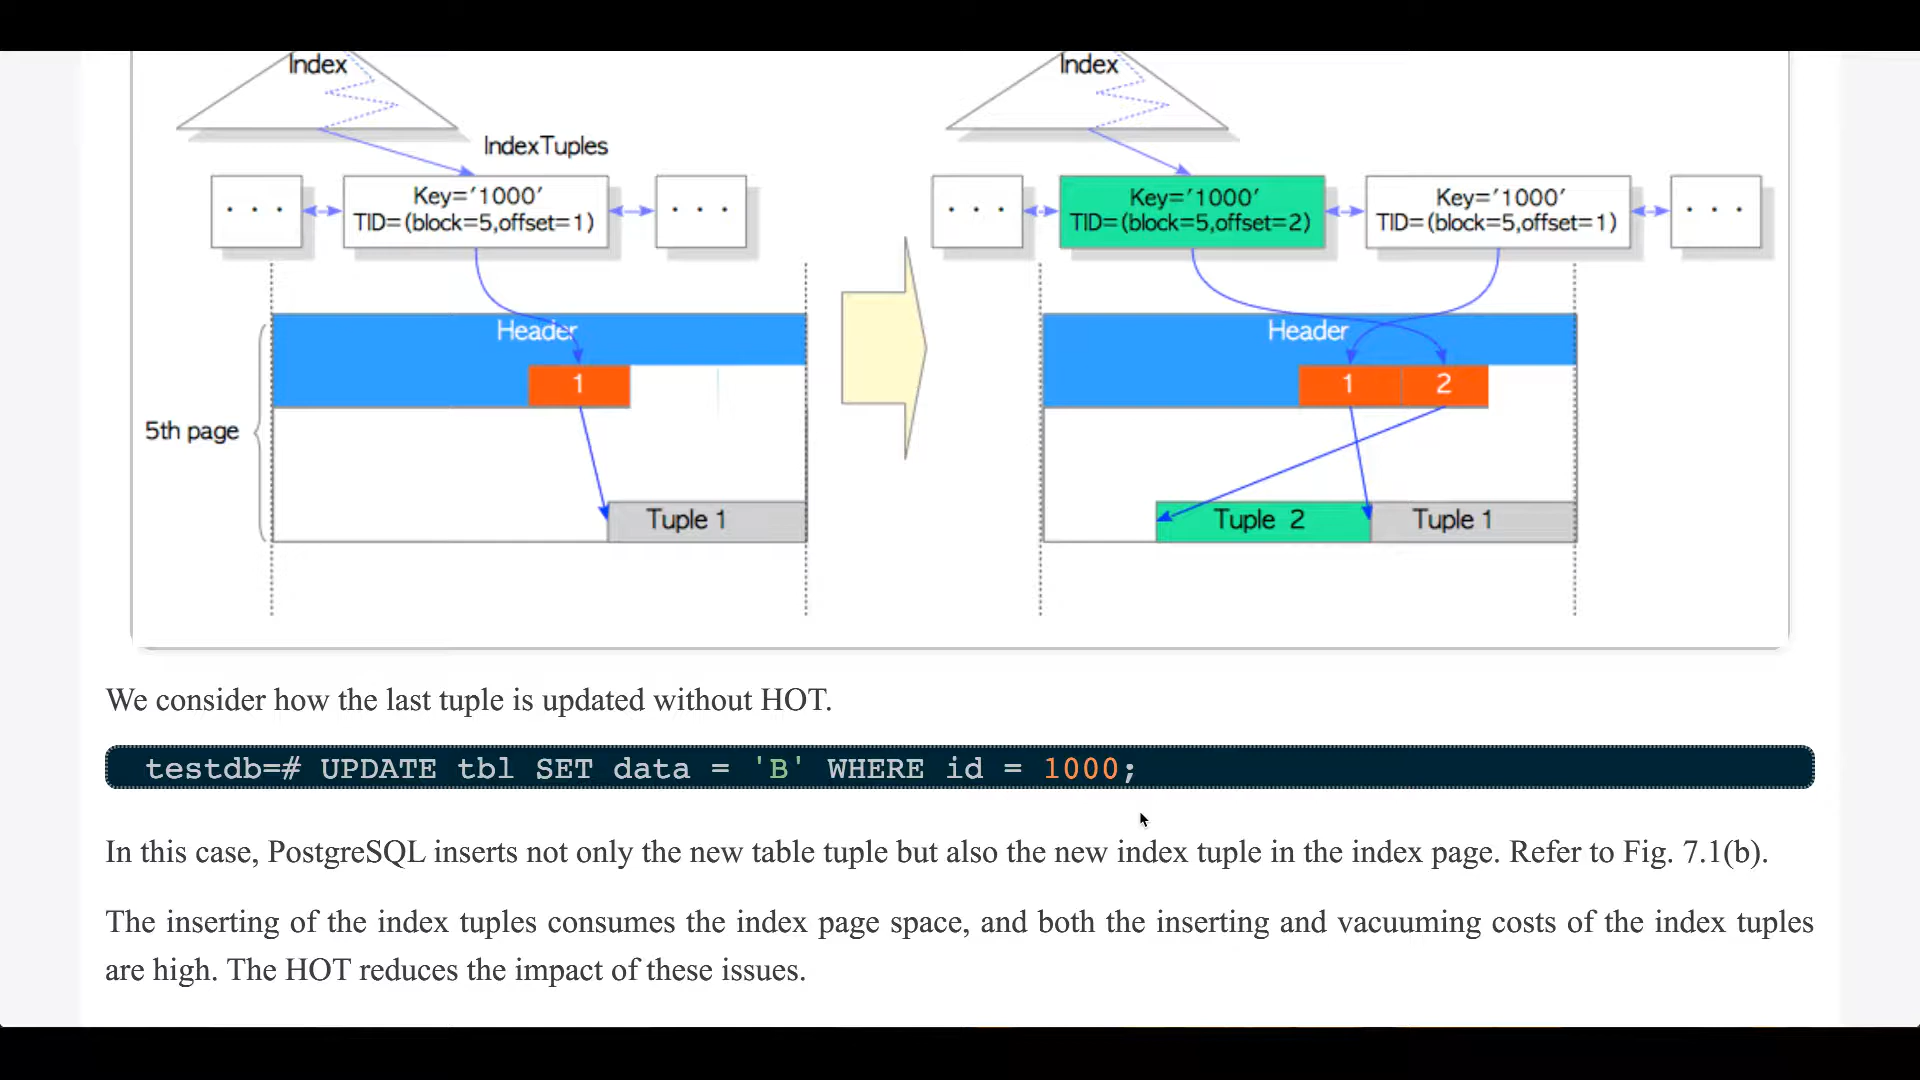 Index
Index
IndexTuples
· · ·
Key='1000'
TID=(block=5,offset=1)
· · ·
· · ·
Key='1000'
TID=(block=5,offset=2)
Key='1000'
TID=(block=5,offset=1)
· · ·
Header
1
5th page
Tuple 1
Header
1
2
Tuple 2
Tuple 1
We consider how the last tuple is updated without HOT.
testdb=# UPDATE tbl SET data = 'B' WHERE id = 1000;
In this case, PostgreSQL inserts not only the new table tuple but also the new index tuple in the index page. Refer to Fig. 7.1(b).
The inserting of the index tuples consumes the index page space, and both the inserting and vacuuming costs of the index tuples
are high. The HOT reduces the impact of these issues.